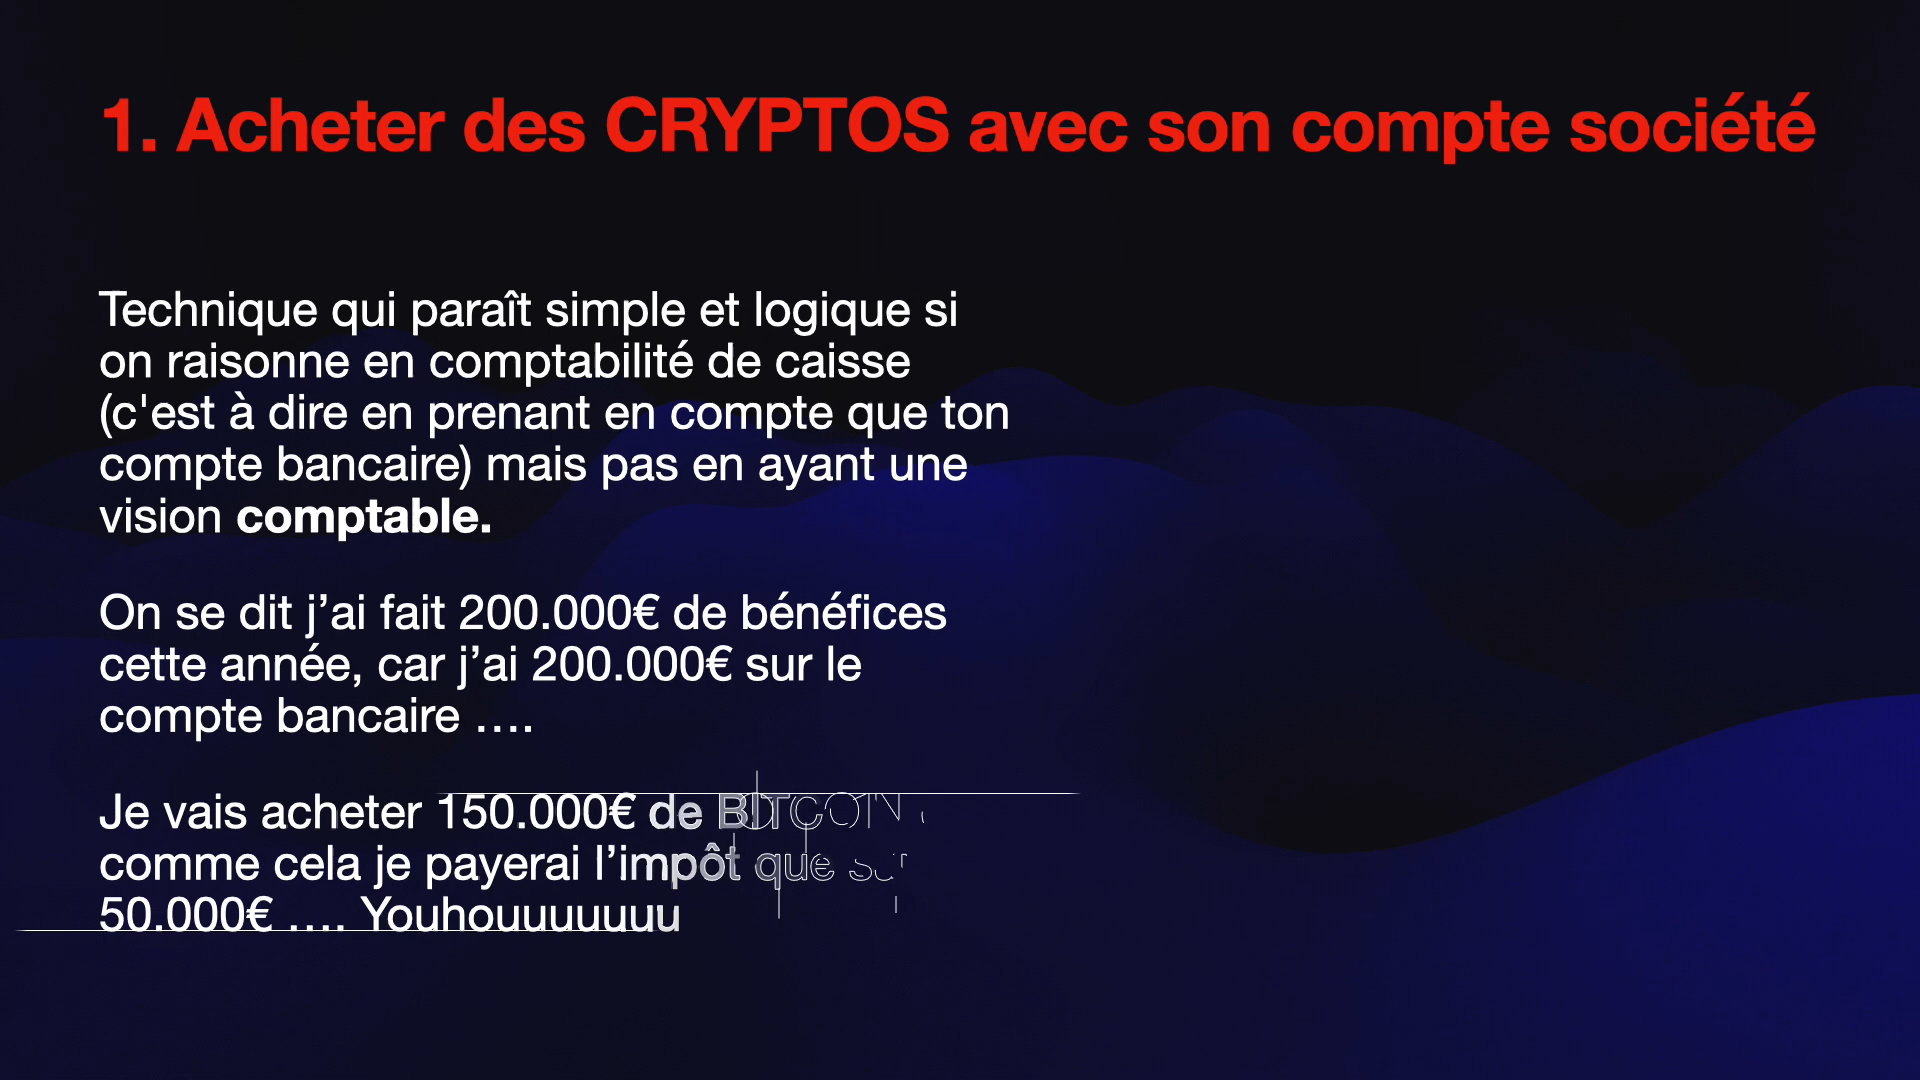 1. Acheter des CRYPTOS avec son compte société
Technique qui paraît simple et logique si
on raisonne en comptabilité de caisse
(c'est à dire en prenant en compte que ton
compte bancaire) mais pas en ayant une
vision comptable.
On se dit j’ai fait 200.000€ de bénéfices
cette année, car j’ai 200.000€ sur le
compte bancaire ….
Je vais acheter 150.000€ de BITCOIN
comme cela je payerai l’impôt que sur
50.000€ …. Youhouuuuuuu